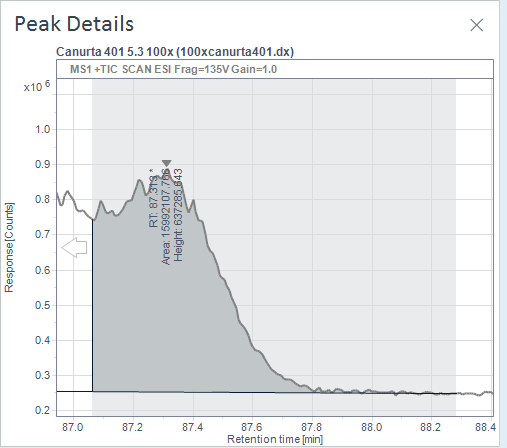 Peak Details
Canurta 401 5.3 100x (100xcanurta401.dx)
MS1 +TIC SCAN ESI Frag=135V Gain=1.0
x10 6
1.0
0.9
0.8
0.7
0.6
0.5
0.4
0.3
0.2
Response [Counts]
RT: 87.313 *
Height: 637285.643
87.0
87.2
87.4
87.6
87.8
88.0
88.2
88.4
Retention time [min]